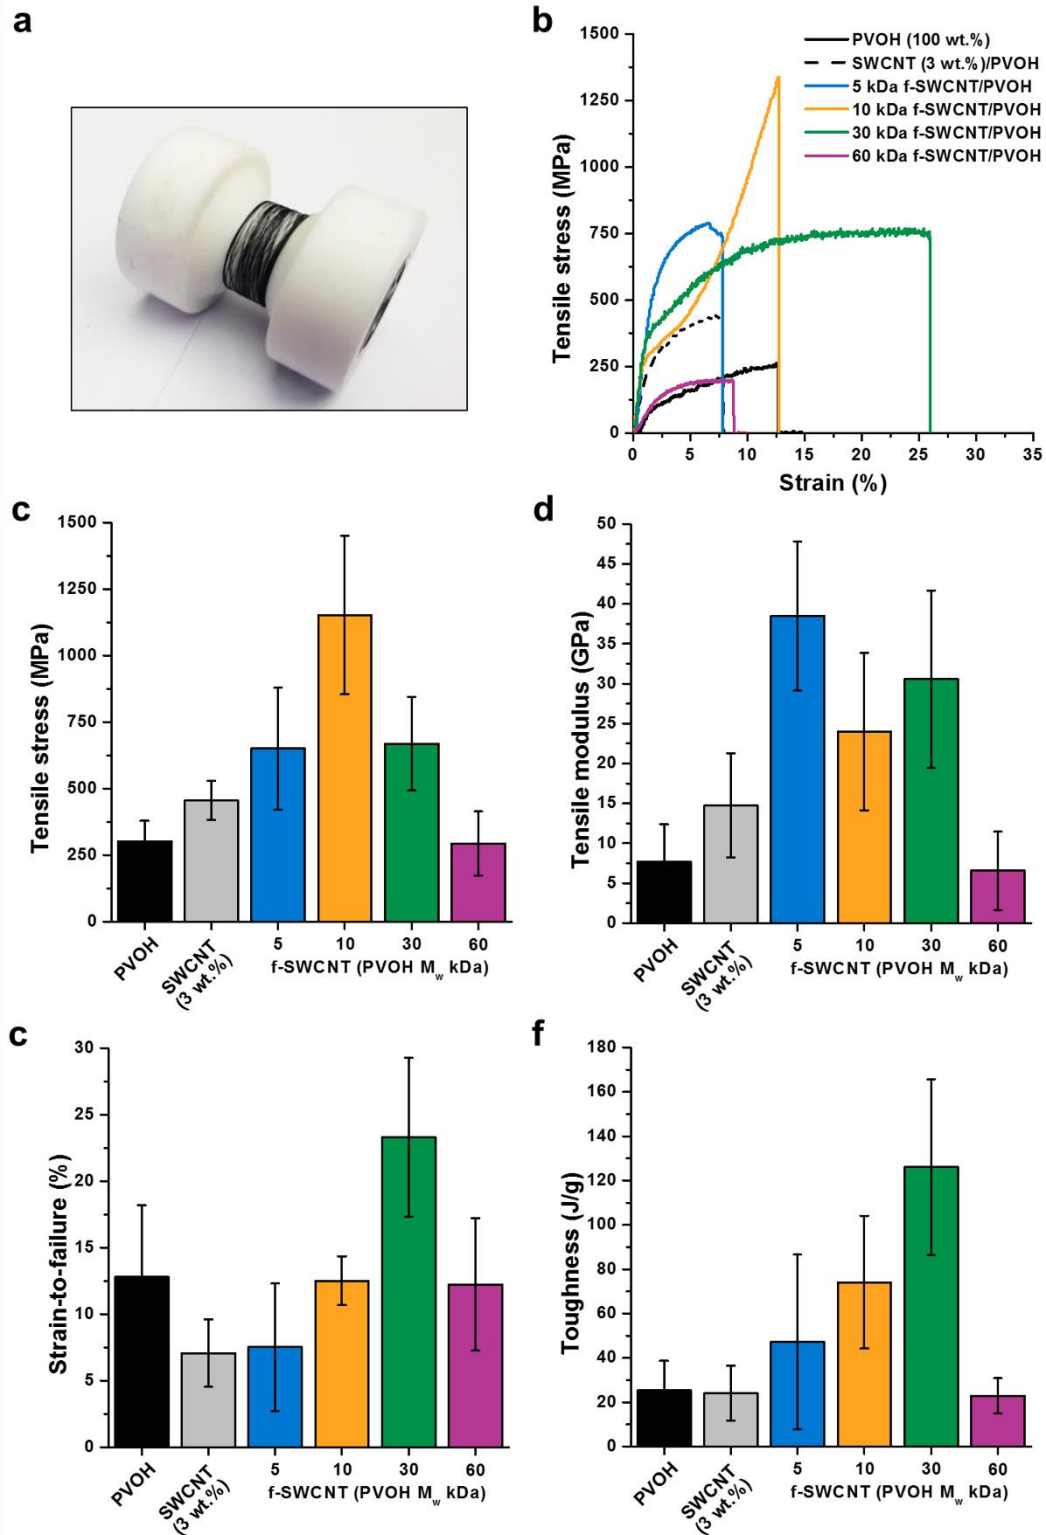 a
b
1500
1250
1000
750
500
250
0
Tensile stress (MPa)
0 5 10 15 20 25 30 35
Strain (%)
PVOH (100 wt.%)
SWCNT (3 wt.%)/PVOH
5 kDa f-SWCNT/PVOH
10 kDa f-SWCNT/PVOH
30 kDa f-SWCNT/PVOH
60 kDa f-SWCNT/PVOH
c
1500
1250
1000
750
500
250
0
Tensile stress (MPa)
PVOH
SWCNT
(3 wt.%)
5 10 30 60
f-SWCNT (PVOH Mw kDa)
d
50
45
40
35
30
25
20
15
10
5
0
Tensile modulus (GPa)
PVOH
SWCNT
(3 wt.%)
5 10 30 60
f-SWCNT (PVOH Mw kDa)
c
30
25
20
15
10
5
0
Strain-to-failure (%)
PVOH
SWCNT
(3 wt.%)
5 10 30 60
f-SWCNT (PVOH Mw kDa)
f
180
160
140
120
100
80
60
40
20
0
Toughness (J/g)
PVOH
SWCNT
(3 wt.%)
5 10 30 60
f-SWCNT (PVOH Mw kDa)